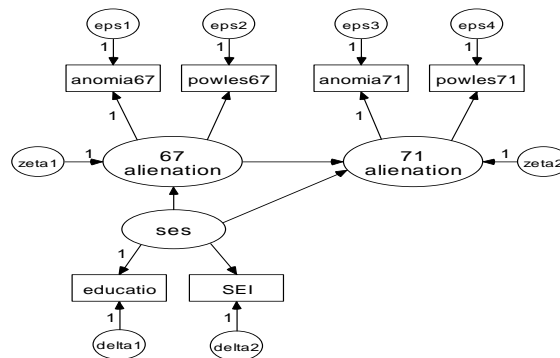 eps1
eps2
eps3
eps4
1
1
1
1
anomia67
powles67
anomia71
powles71
1
1
zeta1
1
67
alienation
71
alienation
1
zeta2
ses
1
educatio
SEI
1
1
delta1
delta2